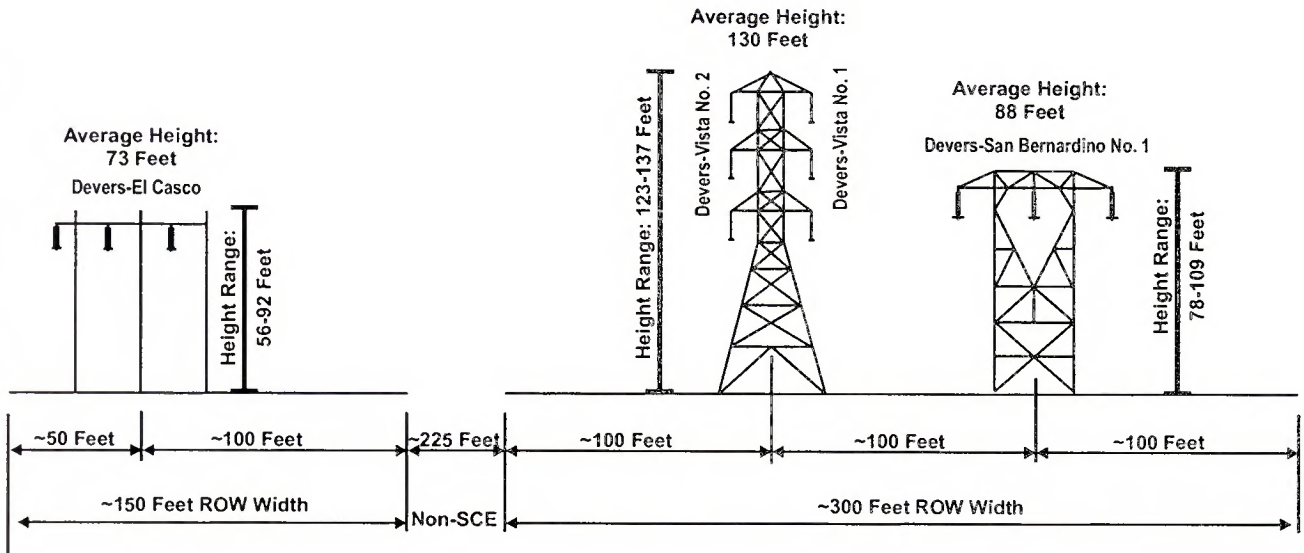 Average Height:
73 Feet
Devers-El Casco
Height Range:
56-92 Feet
Average Height:
130 Feet
Height Range: 123-137 Feet
Devers-Vista No. 2
Devers-Vista No. 1
Average Height:
88 Feet
Devers-San Bernardino No. 1
Height Range:
78-109 Feet
~50 Feet
~100 Feet
~225 Feet
~100 Feet
~100 Feet
~100 Feet
~150 Feet ROW Width
Non-SCE
~300 Feet ROW Width